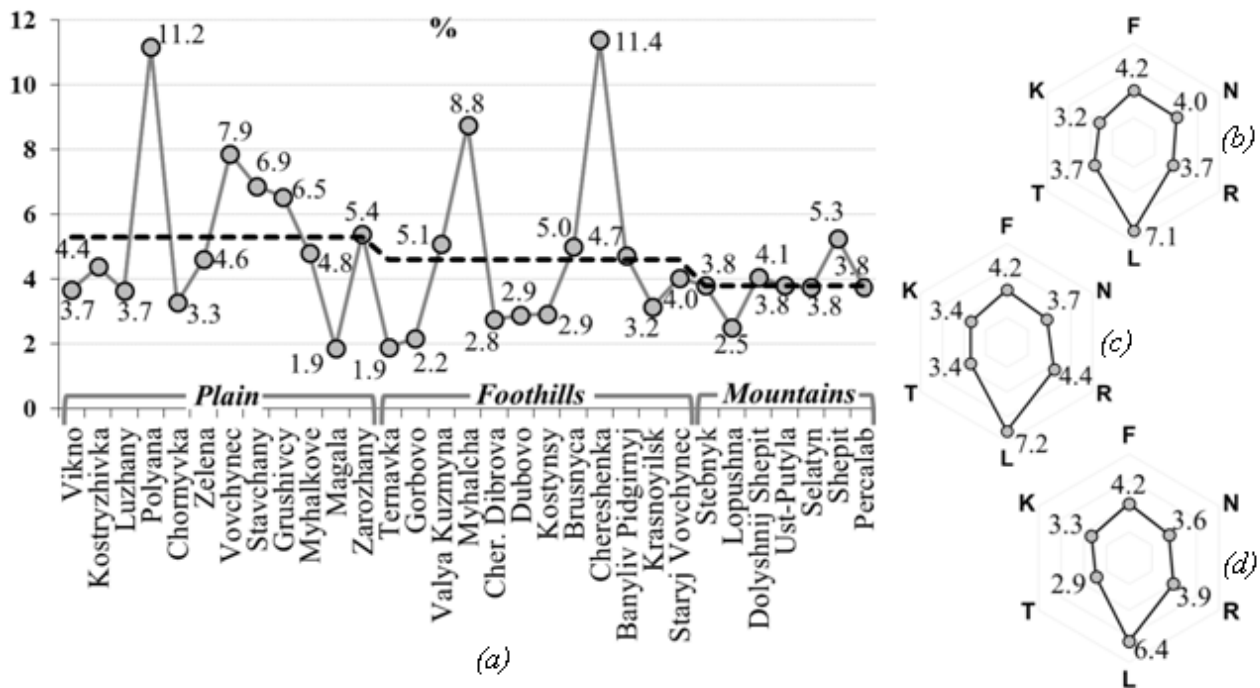 %
12
10
8
6
4
2
0
3.7
4.4
3.7
11.2
3.3
4.6
7.9
6.9
6.5
4.8
1.9
5.4
1.9
2.2
5.1
8.8
2.8
2.9
2.9
5.0
11.4
4.7
3.2
4.0
3.8
2.5
4.1
3.8
3.8
5.3
3.8
Plain
Foothills
Mountains
Vikno
Kostryzhivka
Luzhany
Polyana
Chornyvka
Zelena
Vovchynec
Stavchany
Grushivcy
Myhalkove
Magala
Zarozhany
Ternavka
Gorbovo
Valya Kuzmyna
Myhalcha
Cher. Dibrova
Dubovo
Kostynsy
Brusnyca
Chereshenka
Banyliv Pidgirnyj
Krasnoyilsk
Staryj Vovchynec
Stebnyk
Lopushna
Dolyshnij Shepit
Ust-Putyla
Selatyn
Shepit
Percalab
(a)
F
4.2
K
N
3.2
4.0
(b)
3.7
3.7
T
R
7.1
L
F
4.2
K
N
3.4
3.7
(c)
3.4
4.4
T
R
7.2
L
F
4.2
K
N
3.3
3.6
(d)
2.9
3.9
T
R
6.4
L